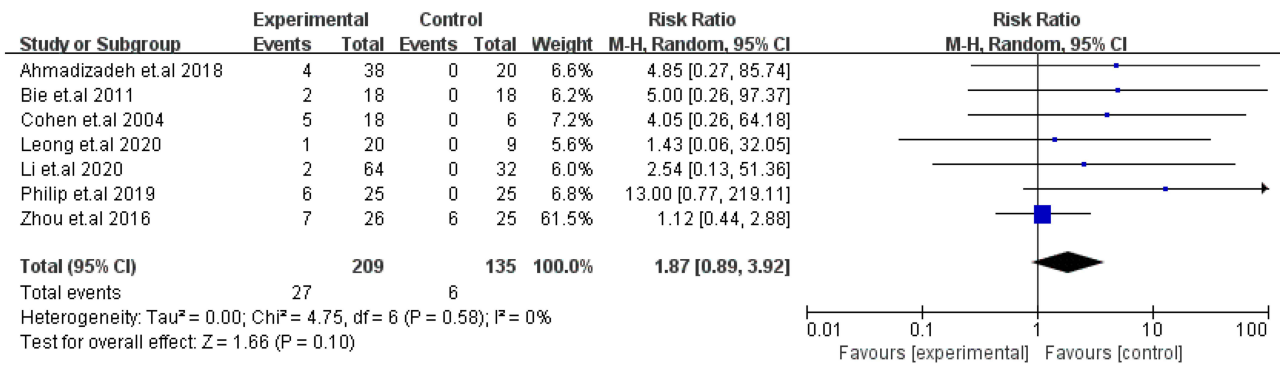 Experimental Control Risk Ratio Risk Ratio
Study or Subgroup Events Total Events Total Weight M-H, Random, 95% CI M-H, Random, 95% CI
Ahmadizadeh et.al 2018 4 38 0 20 6.6% 4.85 [0.27, 85.74]
Bie et.al 2011 2 18 0 18 6.2% 5.00 [0.26, 97.37]
Cohen et.al 2004 5 18 0 6 7.2% 4.05 [0.26, 64.18]
Leong et.al 2020 1 20 0 9 5.6% 1.43 [0.06, 32.05]
Li et.al 2020 2 64 0 32 6.0% 2.54 [0.13, 51.36]
Philip et.al 2019 6 25 0 25 6.8% 13.00 [0.77, 219.11]
Zhou et.al 2016 7 26 6 25 61.5% 1.12 [0.44, 2.88]
Total (95% CI) 209 135 100.0% 1.87 [0.89, 3.92]
Total events 27 6
Heterogeneity: Tau² = 0.00; Chi² = 4.75, df = 6 (P = 0.58); I² = 0%
Test for overall effect: Z = 1.66 (P = 0.10)
0.01 0.1 1 10 100
Favours [experimental] Favours [control]